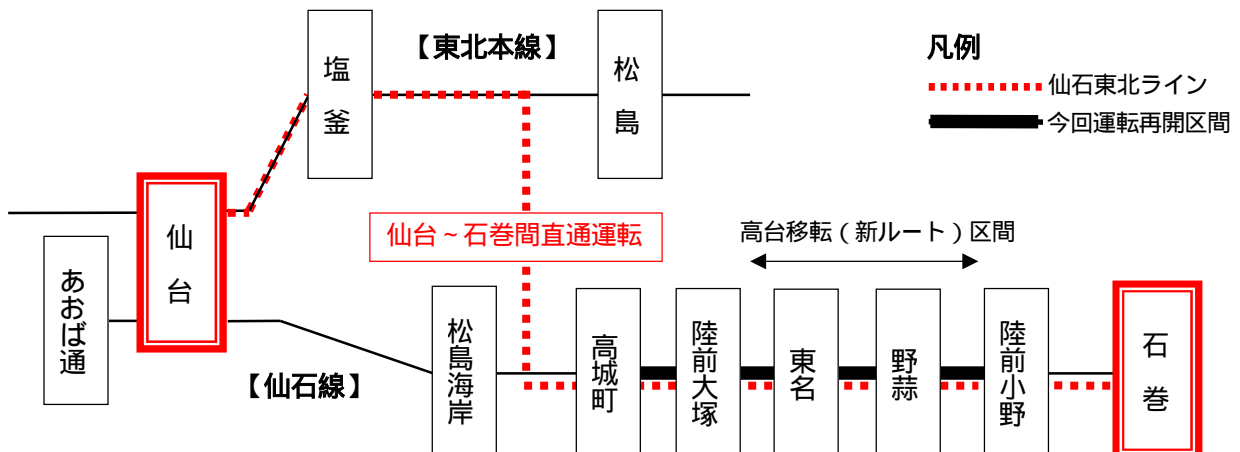 【東北本線】
凡例
仙石東北ライン
今回運転再開区間
塩釜
松島
仙台
仙台~石巻間直通運転
高台移転(新ルート)区間
あおば通
【仙石線】
松島海岸
高城町
陸前大塚
東名
野蒜
陸前小野
石巻